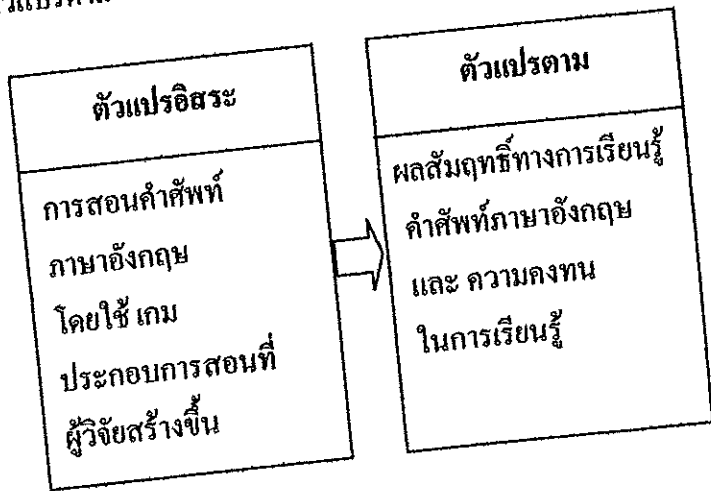 ตัวแปรอิสระ
การสอนคำศัพท์
ภาษาอังกฤษ
โดยใช้ เกม
ประกอบการสอนที่
ผู้วิจัยสร้างขึ้น
ตัวแปรตาม
ผลสัมฤทธิ์ทางการเรียนรู้
คำศัพท์ภาษาอังกฤษ
และ ความคงทน
ในการเรียนรู้